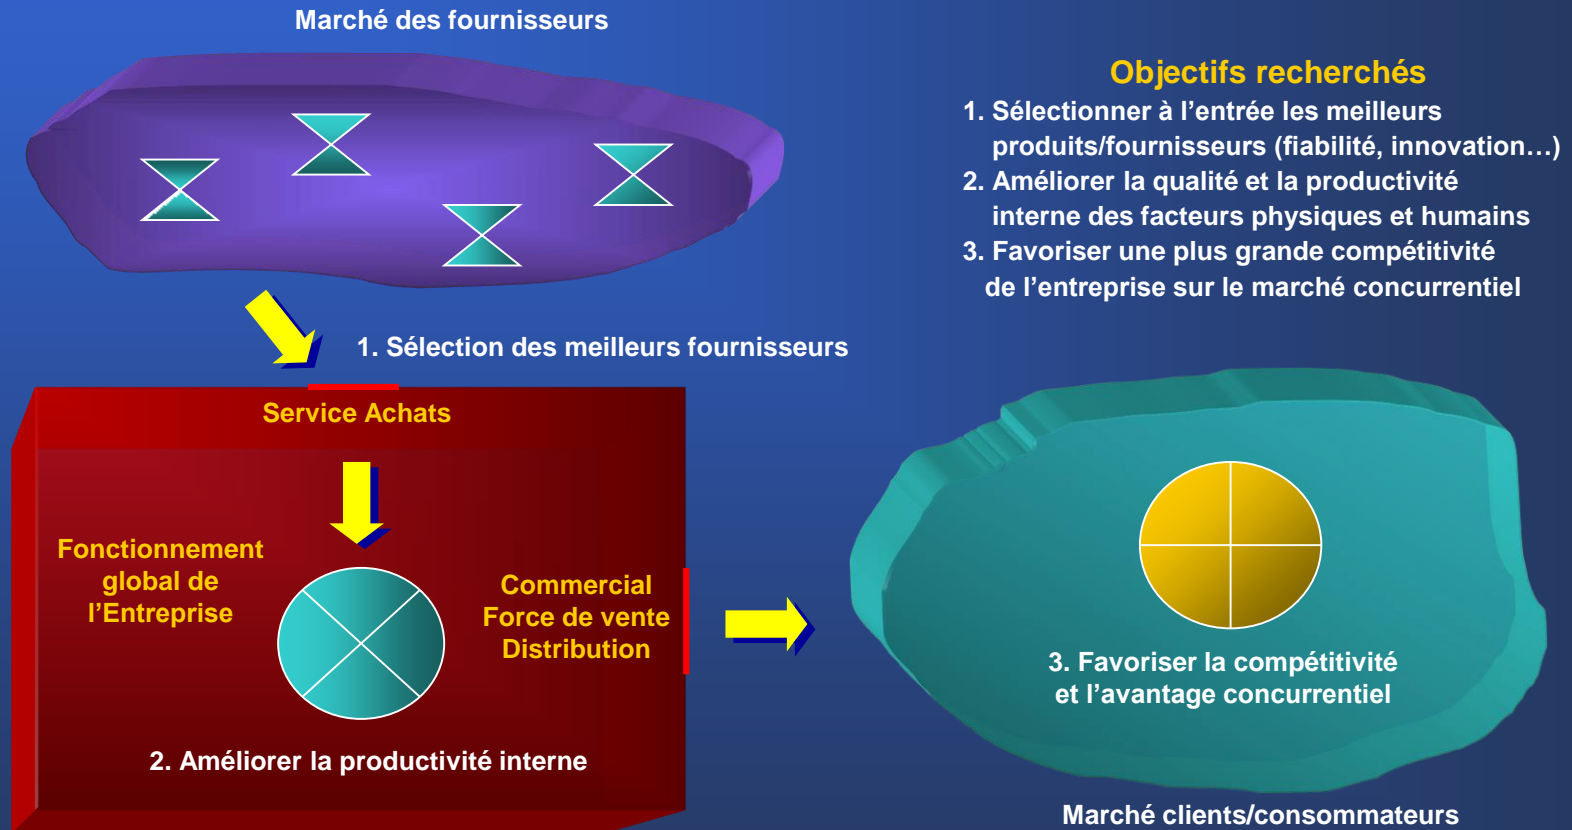 Marché des fournisseurs
Objectifs recherchés
1. Sélectionner à l’entrée les meilleurs
produits/fournisseurs (fiabilité, innovation…)
2. Améliorer la qualité et la productivité
interne des facteurs physiques et humains
3. Favoriser une plus grande compétitivité
de l’entreprise sur le marché concurrentiel
1. Sélection des meilleurs fournisseurs
Service Achats
Fonctionnement
global de
l’Entreprise
Commercial
Force de vente
Distribution
2. Améliorer la productivité interne
3. Favoriser la compétitivité
et l’avantage concurrentiel
Marché clients/consommateurs